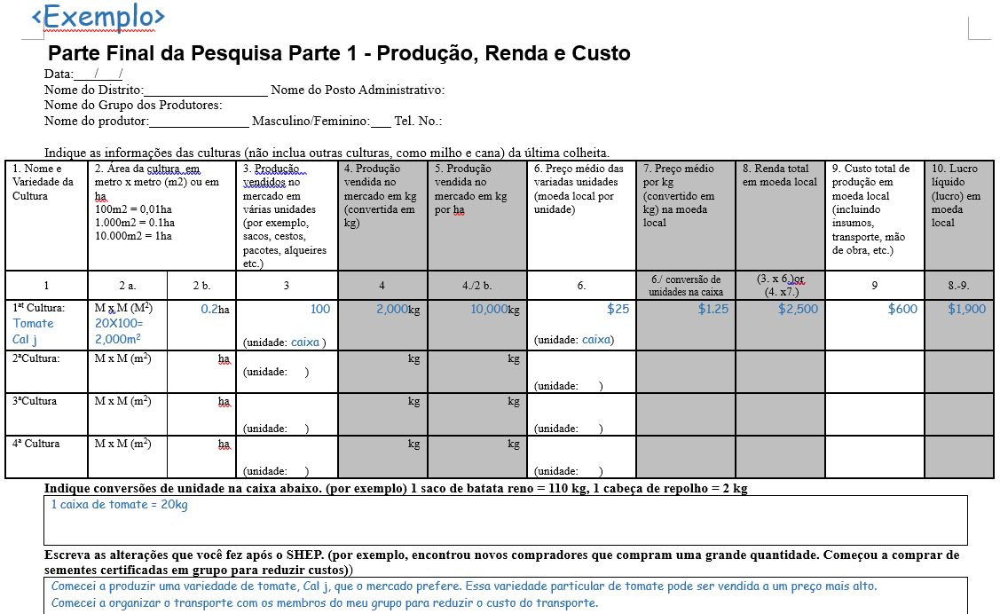 <Exemplo>
Parte Final da Pesquisa Parte 1 - Produção, Renda e Custo
Data:___/___/
Nome do Distrito:____________________ Nome do Posto Administrativo:
Nome do Grupo dos Produtores:
Nome do produtor:________________ Masculino/Feminino:___ Tel. No.:
Indique as informações das culturas (não inclua outras culturas, como milho e cana) da última colheita.
1. Nome e
Variedade da
Cultura
2. Área da cultura em
metro x metro (m2) ou em
ha
100m2 = 0,01ha
1.000m2 = 0.1ha
10.000m2 = 1ha
3. Produção
vendidos no
mercado em
várias unidades
(por exemplo,
sacos, cestos,
pacotes, alqueires
etc.)
4. Produção
vendida no
mercado em kg
(convertida em
kg)
5. Produção
vendida no
mercado em kg
por ha
6. Preço médio das
variadas unidades
(moeda local por
unidade)
7. Preço médio
por kg
(convertido em
kg) na moeda
local
8. Renda total
em moeda local
9. Custo total de
produção em
moeda local
(incluindo
insumos,
transporte, mão
de obra, etc.)
10. Lucro
líquido
(lucro) em
moeda
local
1
2 a.
2 b.
3
4
4./2 b.
6.
6./ conversão de
unidades na caixa
(3. x 6.)or
(4. x7.)
9
8.-9.
1ªt Cultura:
Tomate
Cal j
M x M (M²)
20X100=
2,000m²
0.2ha
100
(unidade: caixa )
2,000kg
10,000kg
$25
(unidade: caixa)
$1.25
$2,500
$600
$1,900
2ªCultura:
M x M (m²)
ha
(unidade: )
kg
kg
(unidade: )
3ªCultura
M x M (m²)
ha
(unidade: )
kg
kg
(unidade: )
4ª Cultura
M x M (m²)
ha
(unidade: )
kg
kg
(unidade: )
Indique conversões de unidade na caixa abaixo. (por exemplo) 1 saco de batata reno = 110 kg, 1 cabeça de repolho = 2 kg
1 caixa de tomate = 20kg
Escreva as alterações que você fez após o SHEP. (por exemplo, encontrou novos compradores que compram uma grande quantidade. Começou a comprar de
sementes certificadas em grupo para reduzir custos))
Comecei a produzir uma variedade de tomate, Cal j, que o mercado prefere. Essa variedade particular de tomate pode ser vendida a um preço mais alto.
Comecei a organizar o transporte com os membros do meu grupo para reduzir o custo do transporte.